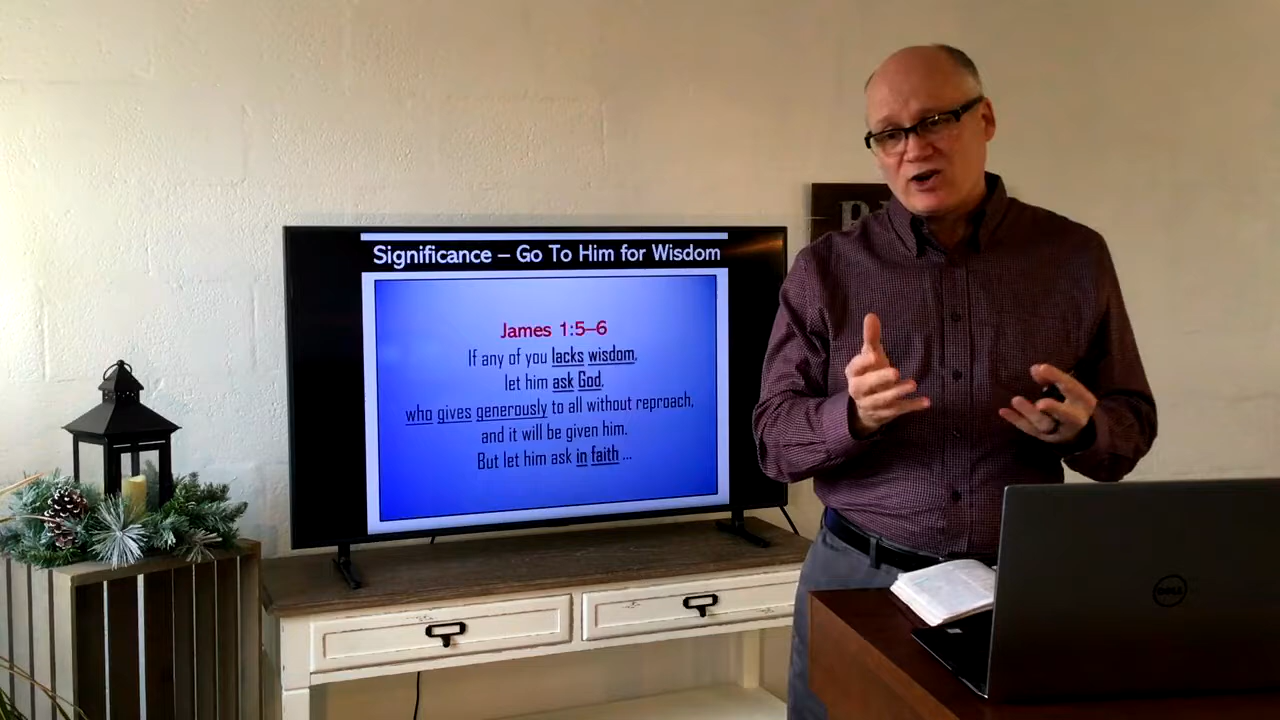 Significance – Go To Him for Wisdom
James 1:5–6
If any of you lacks wisdom,
let him ask God,
who gives generously to all without reproach,
and it will be given him.
But let him ask in faith ...
DELL